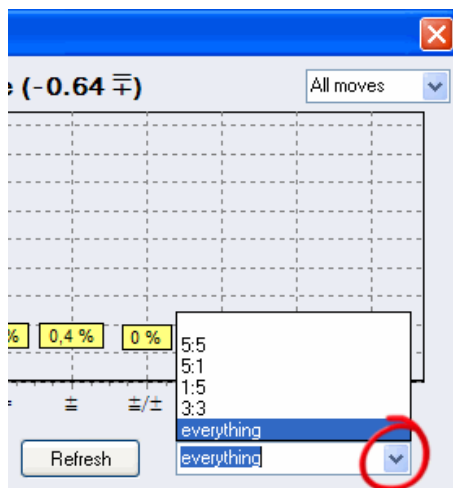 e (-0.64 ⩱)
All moves
% 0,4 % 0 %
= ⩲ ⩲/±
5:5
5:1
1:5
3:3
everything
Refresh everything